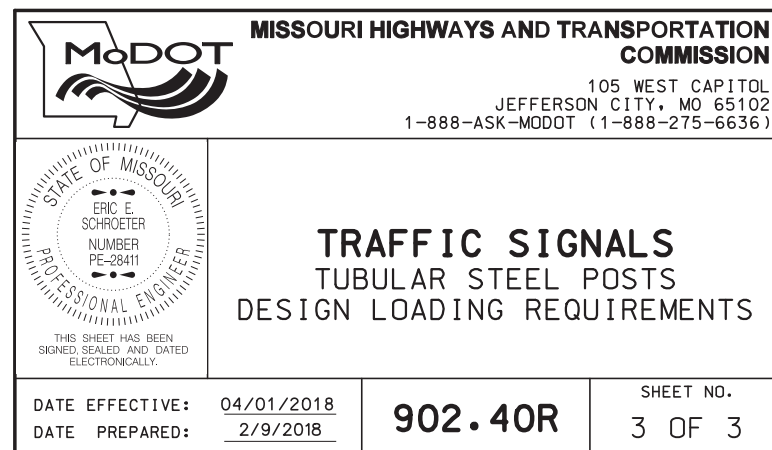 MoDOT
MISSOURI HIGHWAYS AND TRANSPORTATION
COMMISSION
105 WEST CAPITOL
JEFFERSON CITY, MO 65102
1-888-ASK-MODOT (1-888-275-6636)
STATE OF MISSOURI
ERIC E.
SCHROETER
NUMBER
PE-28411
PROFESSIONAL ENGINEER
THIS SHEET HAS BEEN
SIGNED, SEALED AND DATED
ELECTRONICALLY.
TRAFFIC SIGNALS
TUBULAR STEEL POSTS
DESIGN LOADING REQUIREMENTS
DATE EFFECTIVE: 04/01/2018
DATE PREPARED: 2/9/2018
902.40R
SHEET NO.
3 OF 3